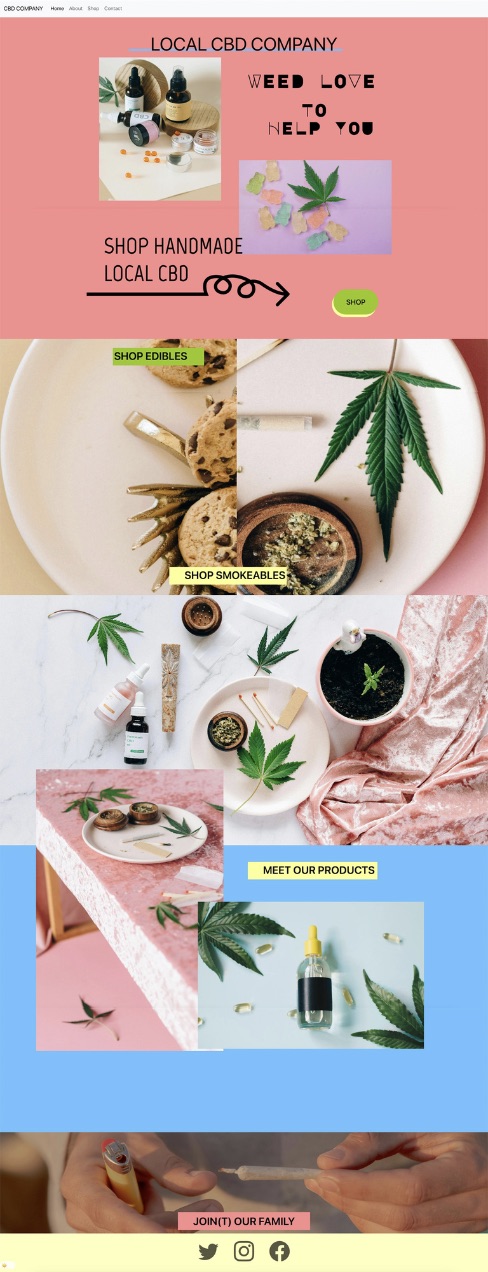 CBD COMPANY Home About Shop Contact
LOCAL CBD COMPANY
WEED LOVE
TO
HELP YOU
CBD
SHOP HANDMADE
LOCAL CBD
SHOP
SHOP EDIBLES
SHOP SMOKEABLES
MEET OUR PRODUCTS
JOIN(T) OUR FAMILY